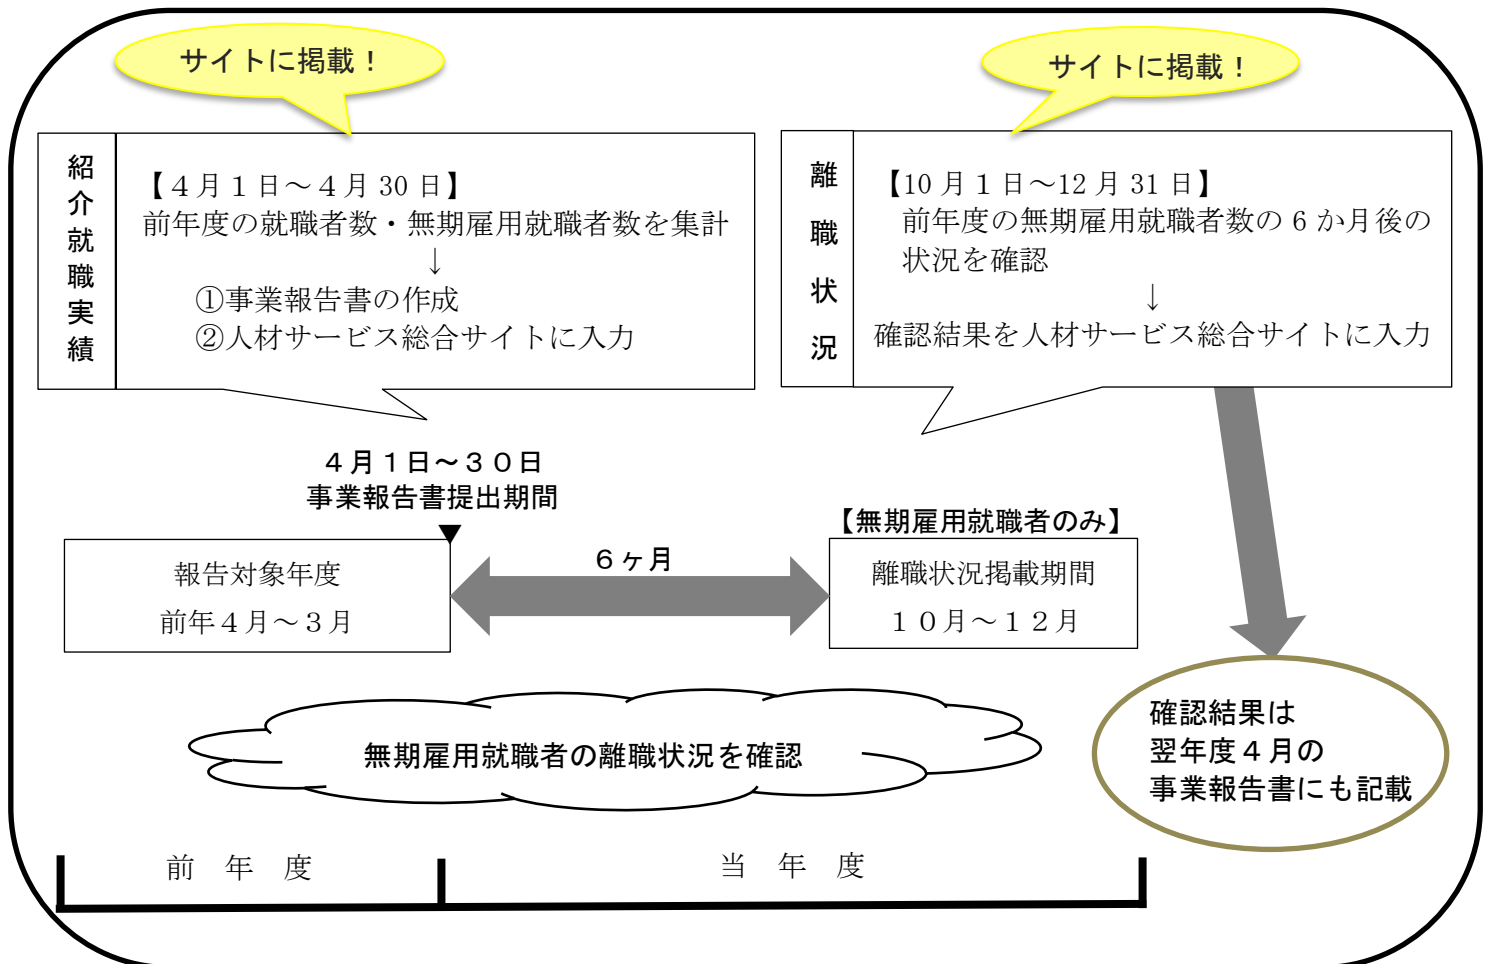 サイトに掲載！
サイトに掲載！
紹介就職実績
【４月１日～４月 30 日】
前年度の就職者数・無期雇用就職者数を集計
↓
①事業報告書の作成
②人材サービス総合サイトに入力
離職状況
【10 月１日～12 月 31 日】
前年度の無期雇用就職者数の 6 か月後の
状況を確認
↓
確認結果を人材サービス総合サイトに入力
４月１日～３０日
事業報告書提出期間
【無期雇用就職者のみ】
報告対象年度
前年４月～３月
６ヶ月
離職状況掲載期間
１０月～１２月
無期雇用就職者の離職状況を確認
確認結果は
翌年度４月の
事業報告書にも記載
前　年　度
当　年　度